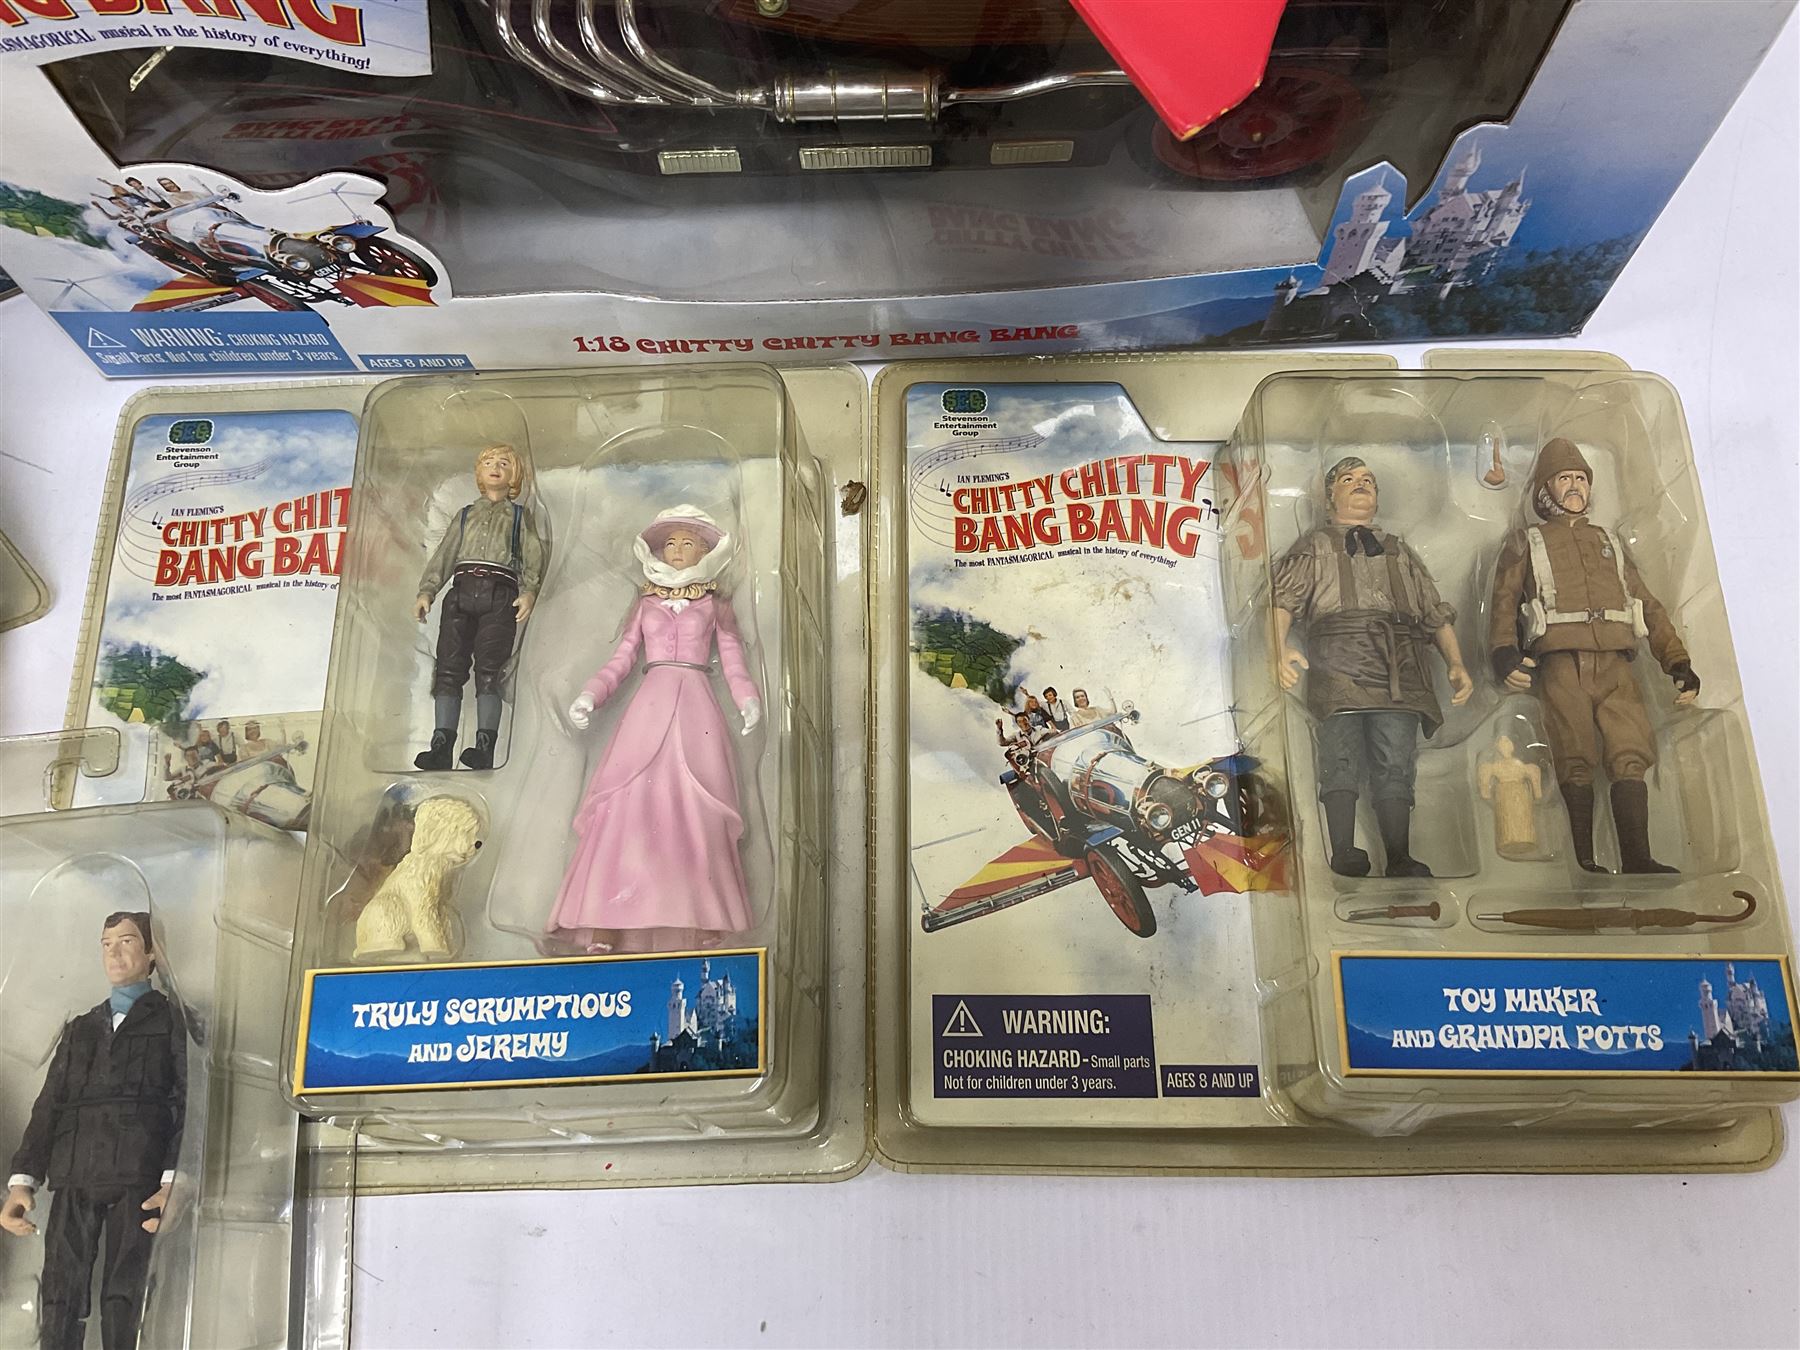 BANG
musical in the history of everything!
WARNING: CHOKING HAZARD
Small Parts. Not for children under 3 years.
AGES 8 AND UP
1:18 CHITTY CHITTY BANG BANG
GEN 11
S.E.G.
Stevenson
Entertainment
Group
IAN FLEMING'S
CHITTY CHIT
BANG BA
The most FANTASMAGORICAL musical in the history of
TRULY SCRUMPTIOUS
AND JEREMY
S.E.G.
Stevenson
Entertainment
Group
IAN FLEMING'S
CHITTY CHITTY
BANG BANG
The most FANTASMAGORICAL musical in the history of everything!
GEN 11
WARNING:
CHOKING HAZARD - Small parts
Not for children under 3 years.
AGES 8 AND UP
TOY MAKER
AND GRANDPA POTTS